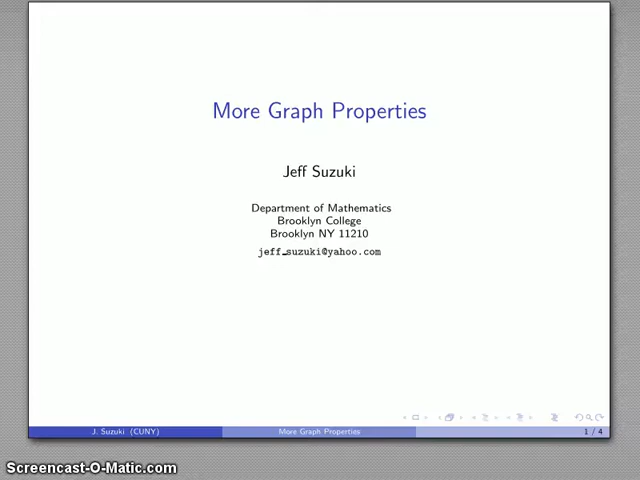 More Graph Properties
Jeff Suzuki
Department of Mathematics
Brooklyn College
Brooklyn NY 11210
jeff_suzuki@yahoo.com
J. Suzuki (CUNY)
More Graph Properties
1 / 4
Screencast-O-Matic.com